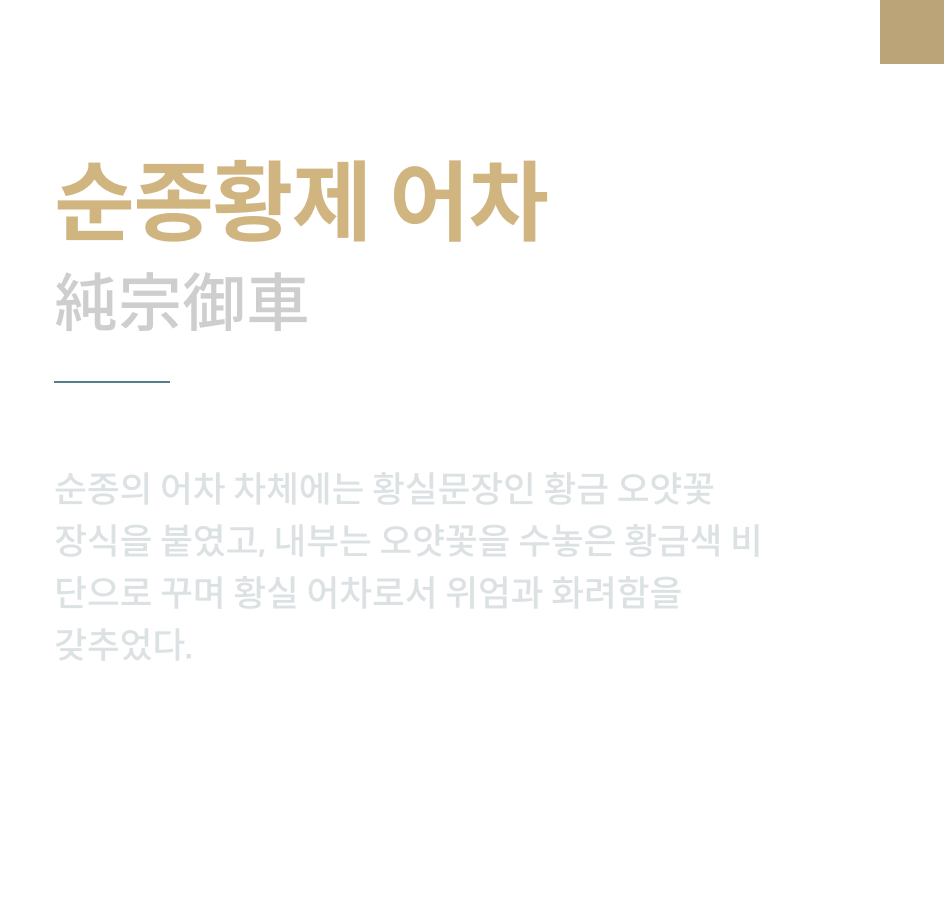 순종황제 어차
純宗御車
순종의 어차 차체에는 황실문장인 황금 오얏꽃
장식을 붙였고, 내부는 오얏꽃을 수놓은 황금색 비
단으로 꾸며 황실 어차로서 위엄과 화려함을
갖추었다.